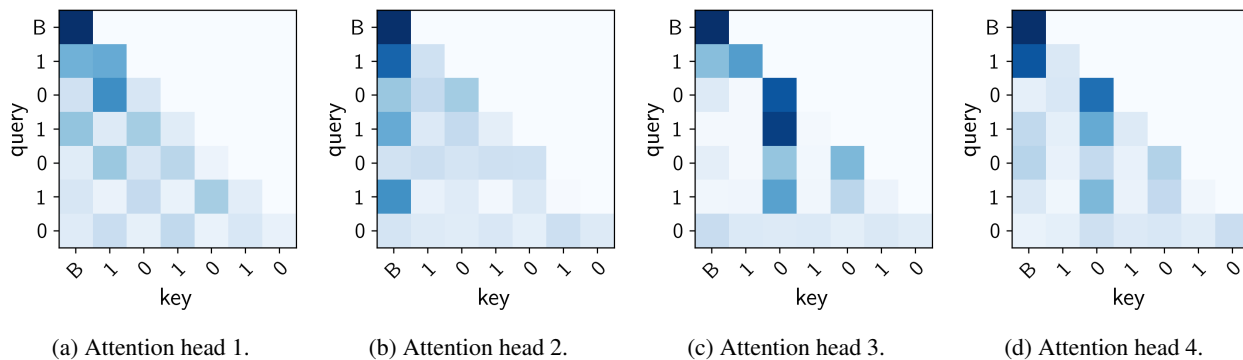 B
1
0
1
0
1
0
query
B 1 0 1 0 1 0
key
(a) Attention head 1.
B
1
0
1
0
1
0
query
B 1 0 1 0 1 0
key
(b) Attention head 2.
B
1
0
1
0
1
0
query
B 1 0 1 0 1 0
key
(c) Attention head 3.
B
1
0
1
0
1
0
query
B 1 0 1 0 1 0
key
(d) Attention head 4.